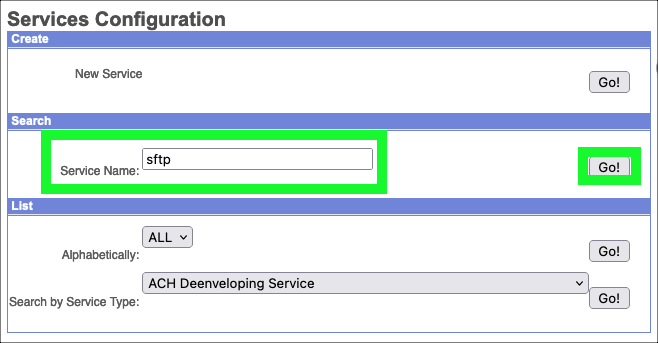 Services Configuration
Create
New Service
Go!
Search
Service Name: sftp Go!
List
Alphabetically: ALL Go!
Search by Service Type: ACH Deenveloping Service Go!